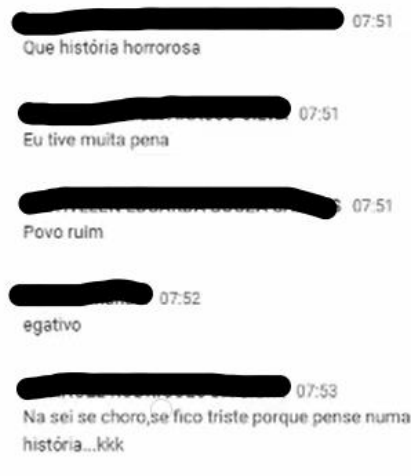 07:51
Que história horrorosa
07:51
Eu tive muita pena
07:51
Povo ruim
07:52
egativo
07:53
Na sei se choro,se fico triste porque pense numa
história...kkk